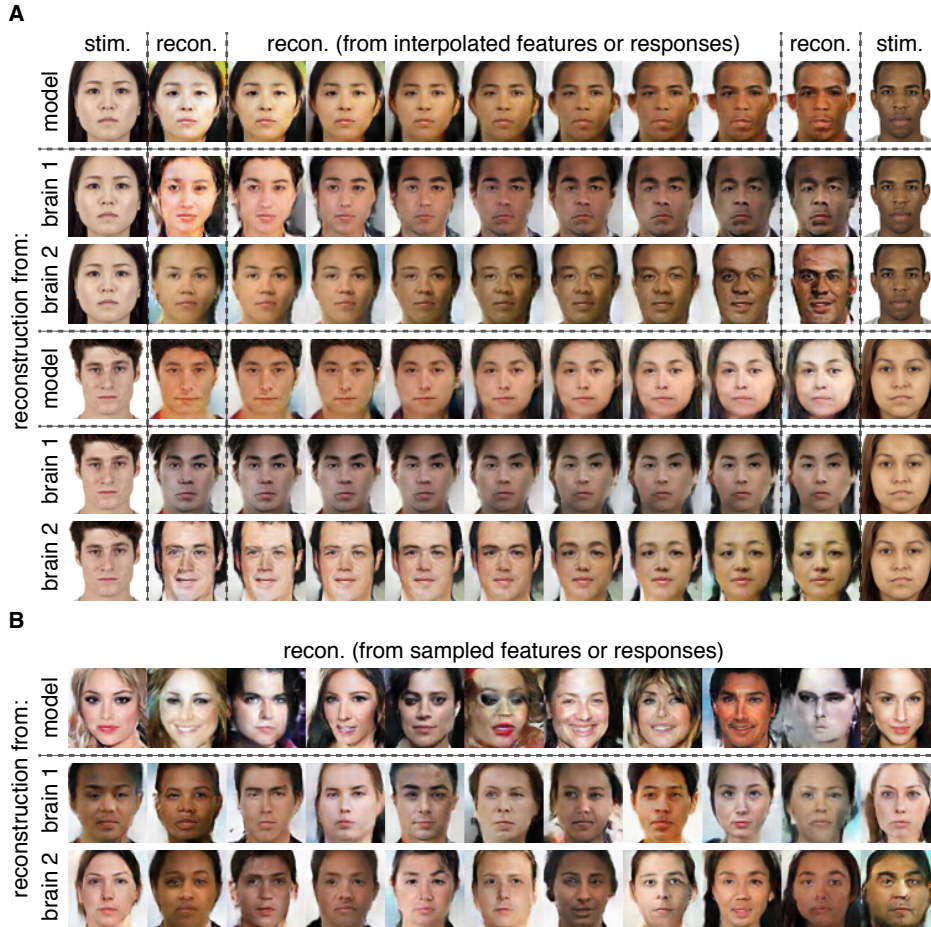 A
stim. recon. recon. (from interpolated features or responses) recon. stim.
reconstruction from:
model
brain 1
brain 2
model
brain 1
brain 2
B
recon. (from sampled features or responses)
reconstruction from:
model
brain 1
brain 2